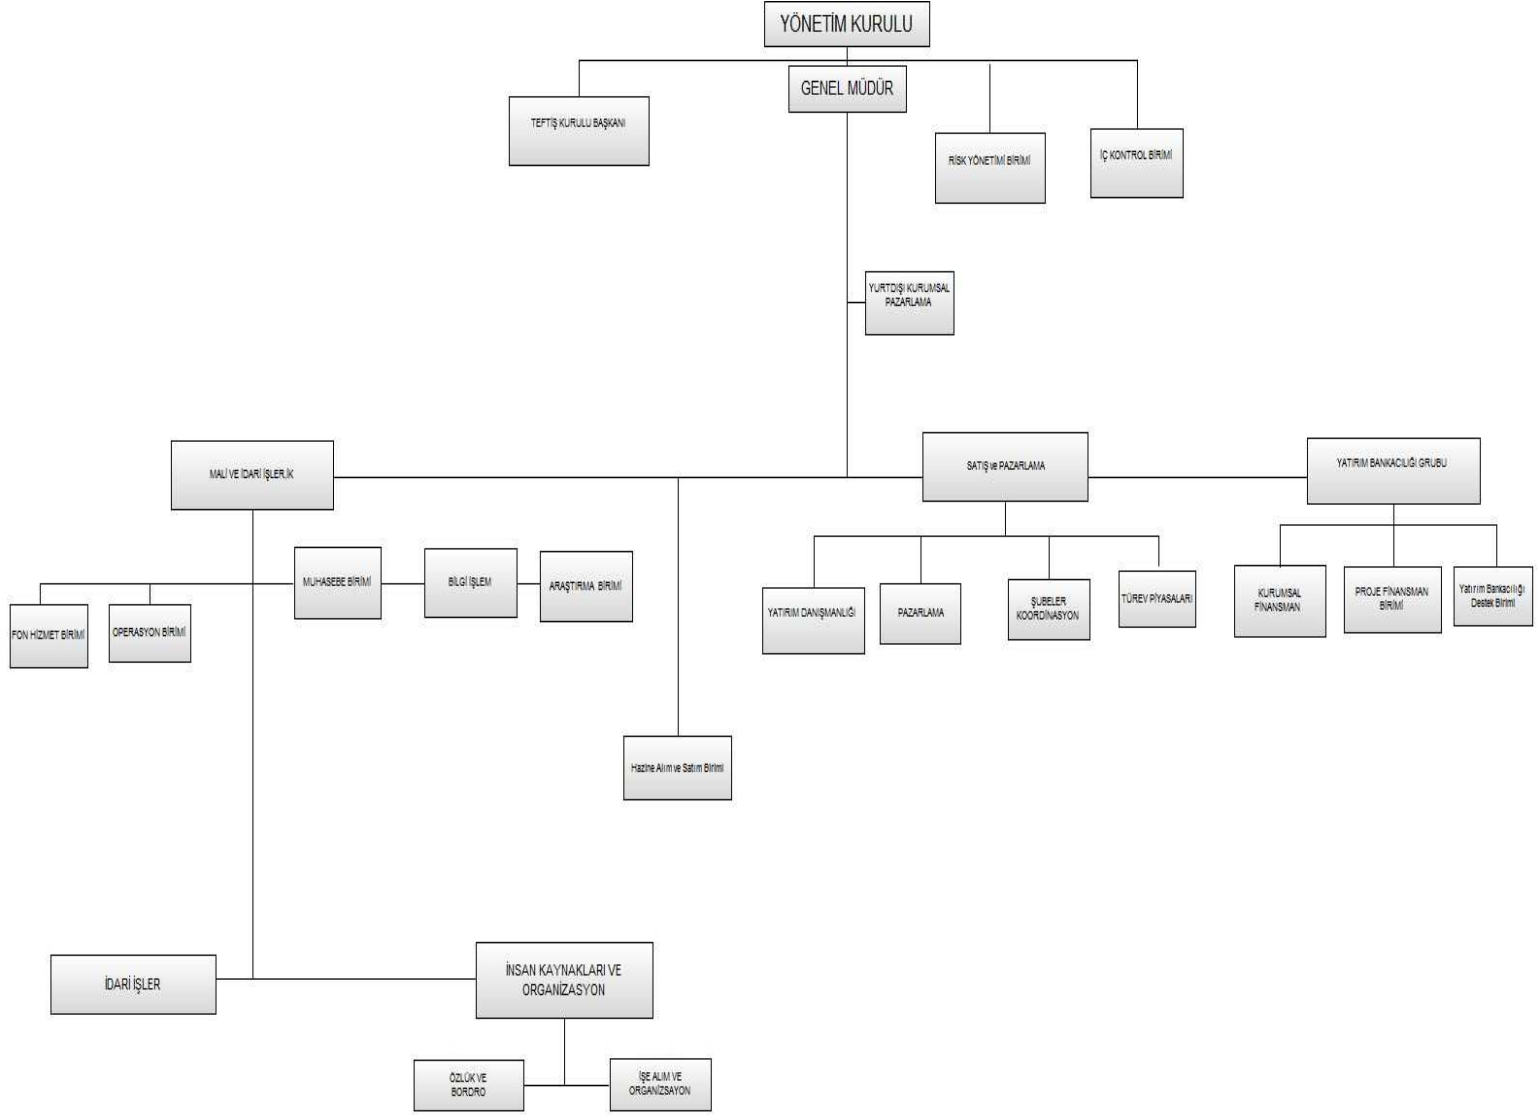 YÖNETİM KURULU
GENEL MÜDÜR
TEFTİŞ KURULU BAŞKANI
RİSK YÖNETİMİ BİRİMİ
İÇ KONTROL BİRİMİ
YURTDIŞI KURUMSAL
PAZARLAMA
MALİ VE İDARİ İŞLER,İK
SATIŞ ve PAZARLAMA
YATIRIM BANKACILIĞI GRUBU
FON HİZMET BİRİMİ
OPERASYON BİRİMİ
MUHASEBE BİRİMİ
BİLGİ İŞLEM
ARAŞTIRMA BİRİMİ
YATIRIM DANIŞMANLIĞI
PAZARLAMA
ŞUBELER
KOORDİNASYON
TÜREV PİYASALARI
KURUMSAL
FİNANSMAN
PROJE FİNANSMAN
BİRİMİ
Yatırım Bankacılığı
Destek Birimi
Hazine Alım ve Satım Birimi
İDARİ İŞLER
İNSAN KAYNAKLARI VE
ORGANİZASYON
ÖZLÜK VE
BORDRO
İŞE ALIM VE
ORGANİZSAYON